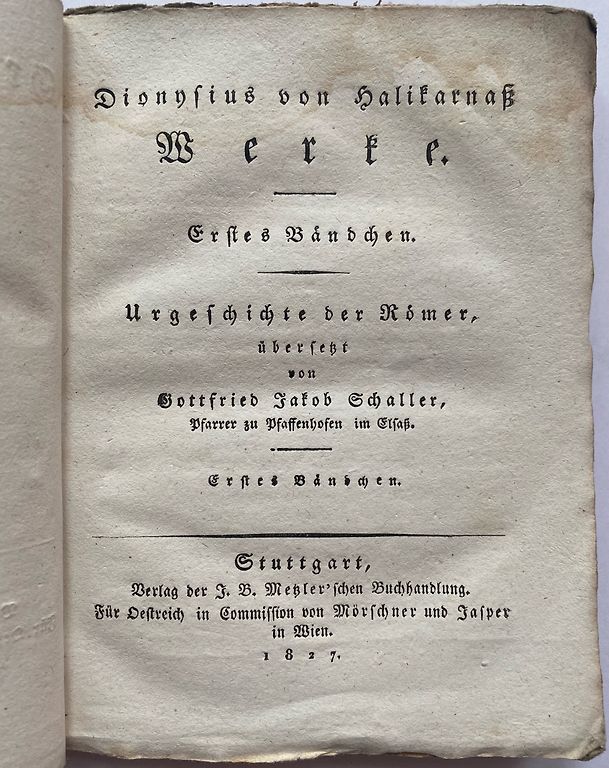 Dionysius von Halikarnaß
Werke.
Erstes Bändchen.
Urgeschichte der Römer,
übersetzt
von
Gottfried Jakob Schaller,
Pfarrer zu Pfaffenhofen im Elsaß.
Erstes Bändchen.
Stuttgart,
Verlag der J. B. Metzler'schen Buchhandlung.
Für Oestreich in Commission von Mörschner und Jasper
in Wien.
1827.